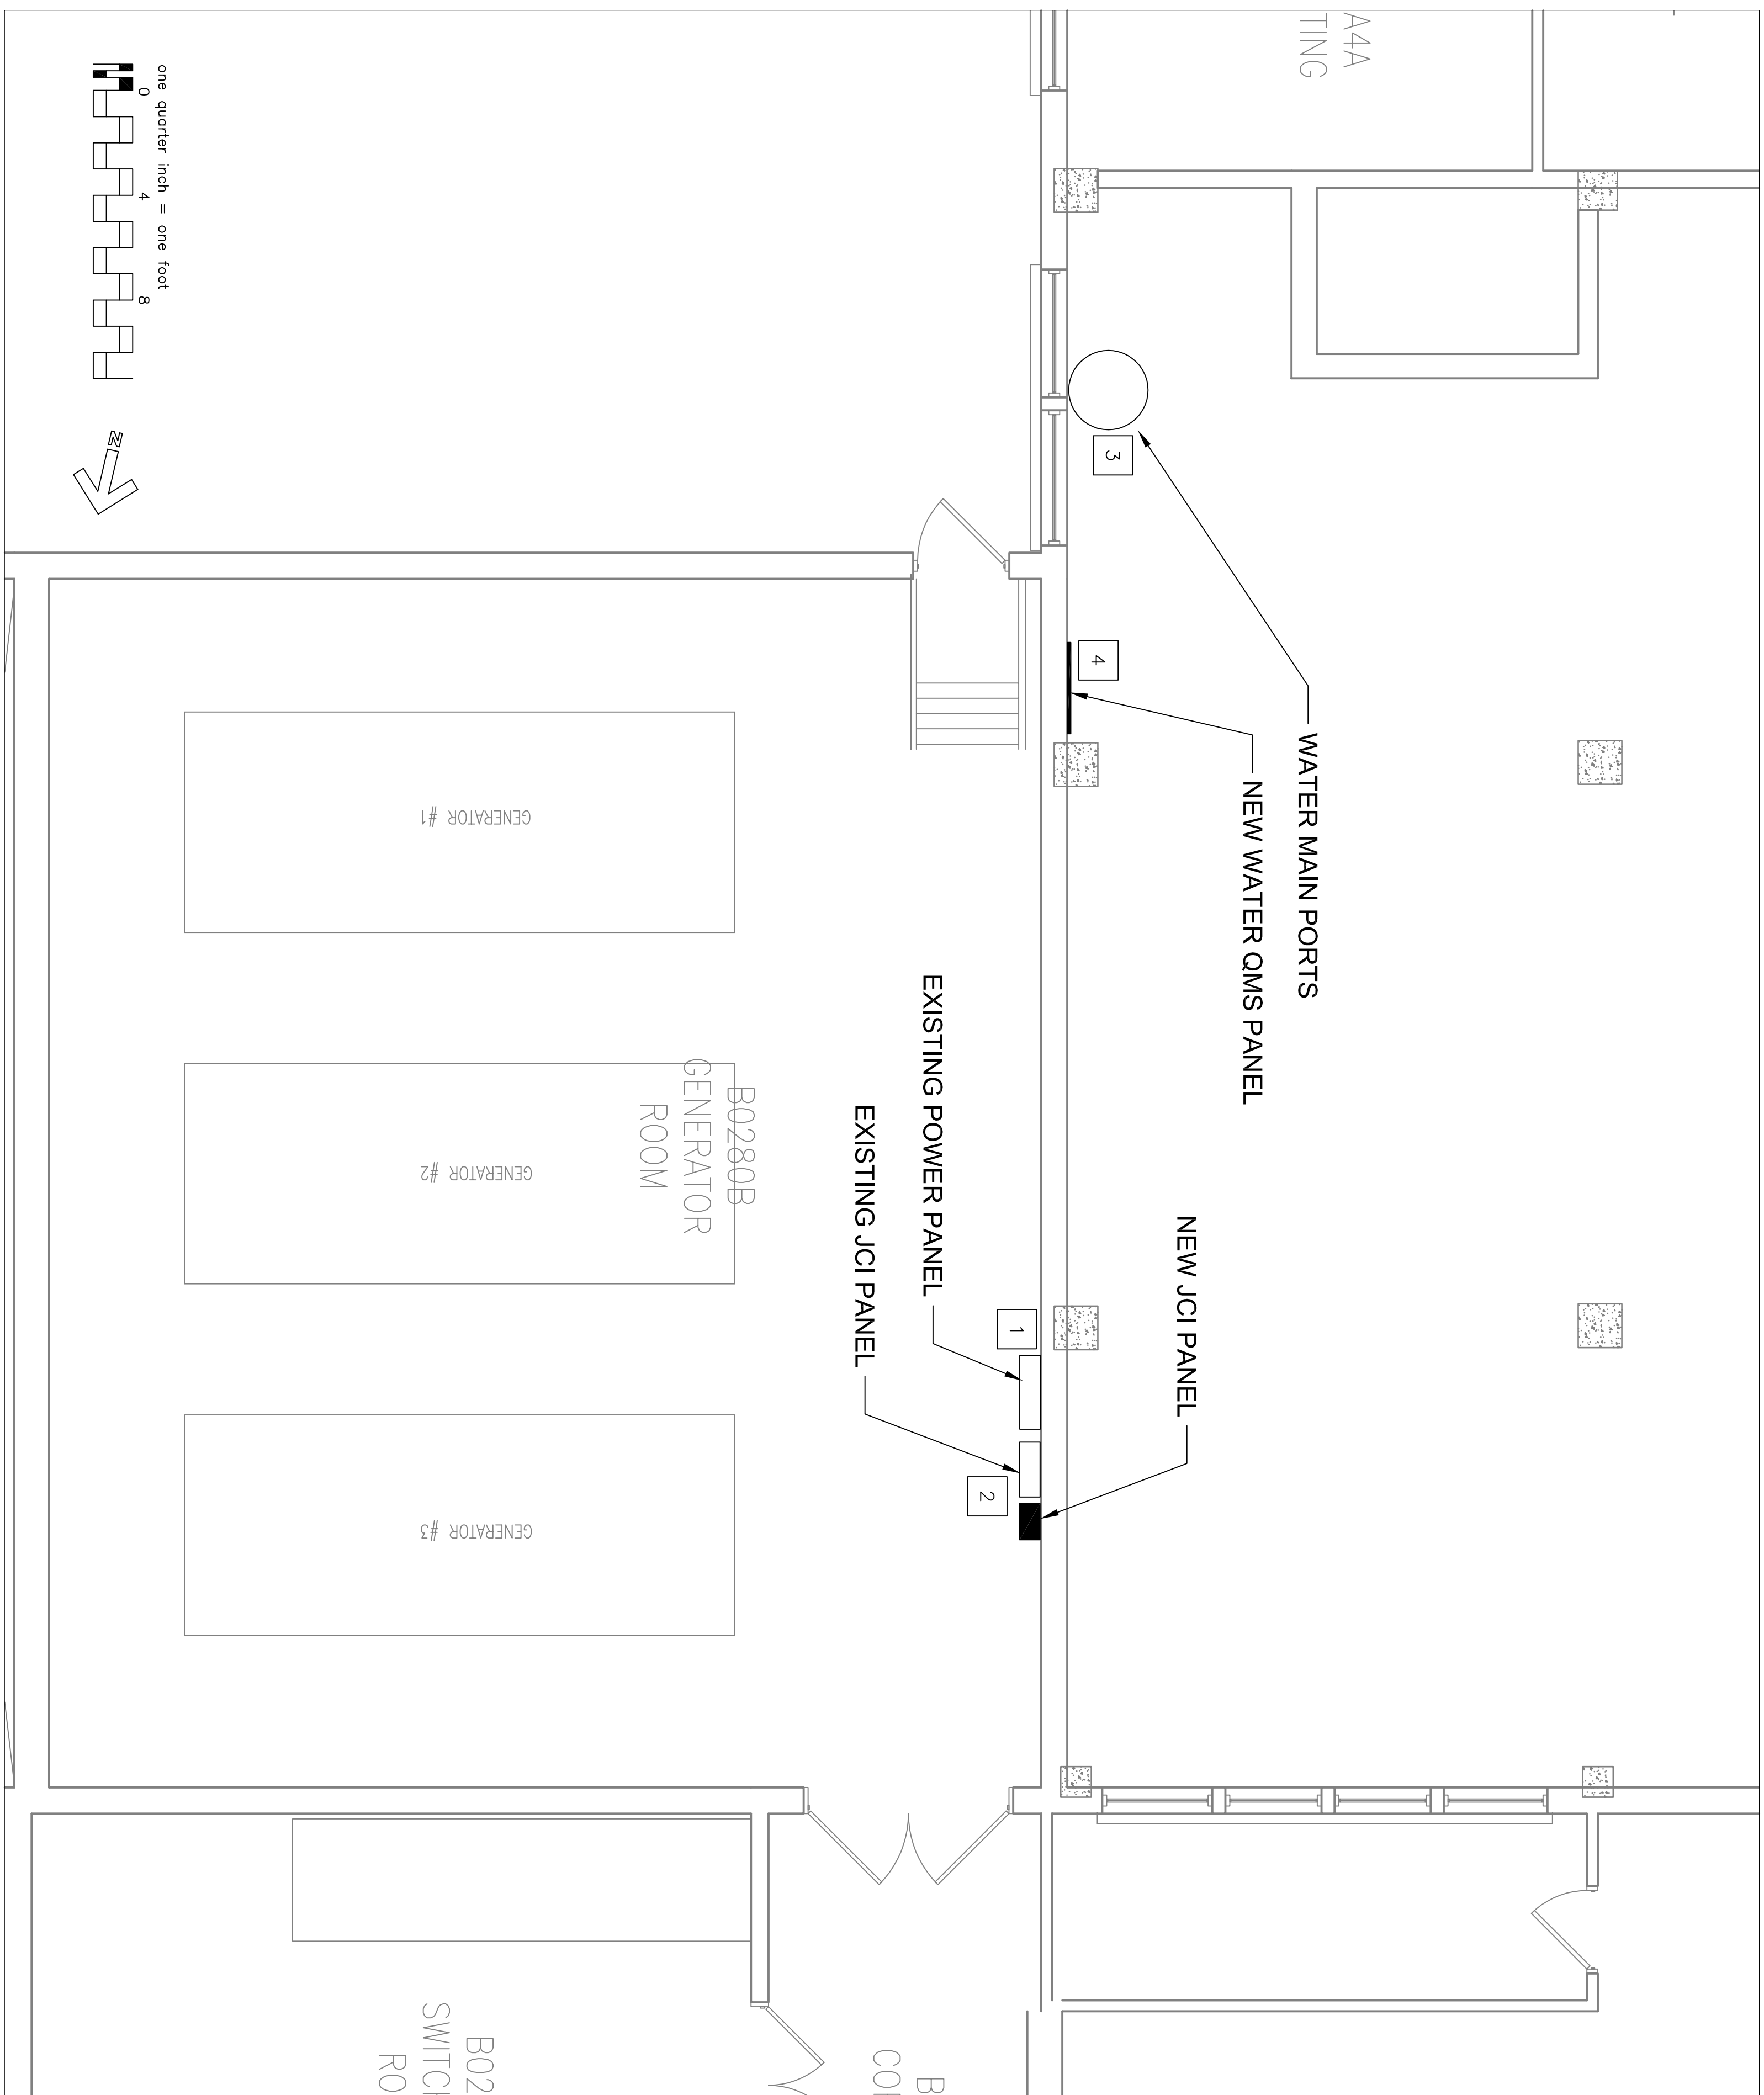 A4A
TING
one quarter inch = one foot
0 4 8
N
3
4
WATER MAIN PORTS
NEW WATER QMS PANEL
GENERATOR #1
EXISTING POWER PANEL
EXISTING JCI PANEL
NEW JCI PANEL
B0280B
GENERATOR
ROOM
GENERATOR #2
1
2
GENERATOR #3
B02
SWITCH
RO
B
COR